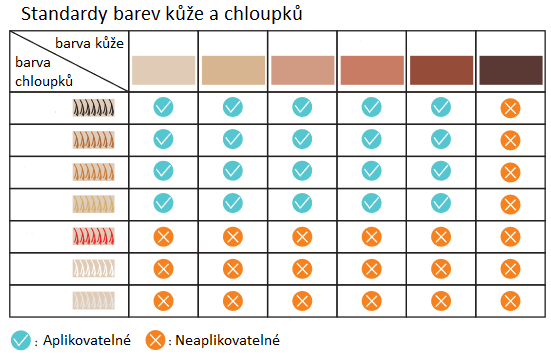 Standardy barev kůže a chloupků
barva kůže
barva
chloupků
: Aplikovatelné
: Neaplikovatelné